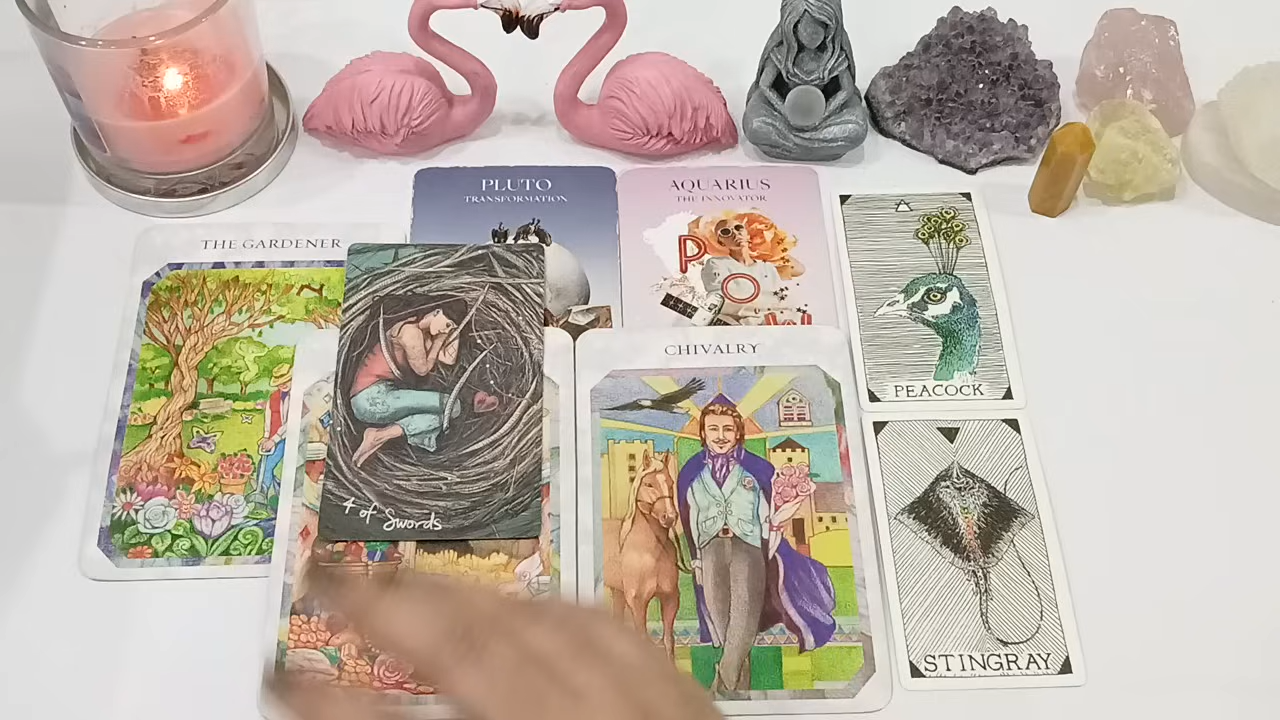 PLUTO
TRANSFORMATION
AQUARIUS
THE INNOVATOR
THE GARDENER
4 of Swords
CHIVALRY
PEACOCK
STINGRAY